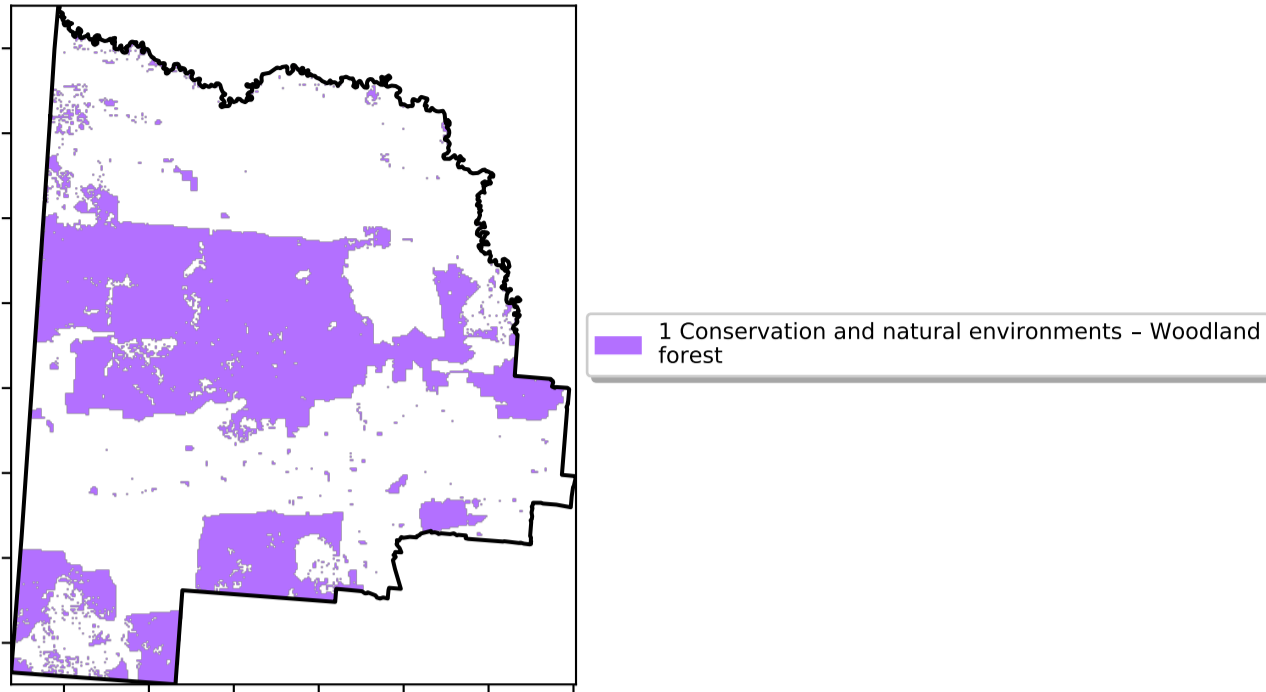 1 Conservation and natural environments – Woodland
forest